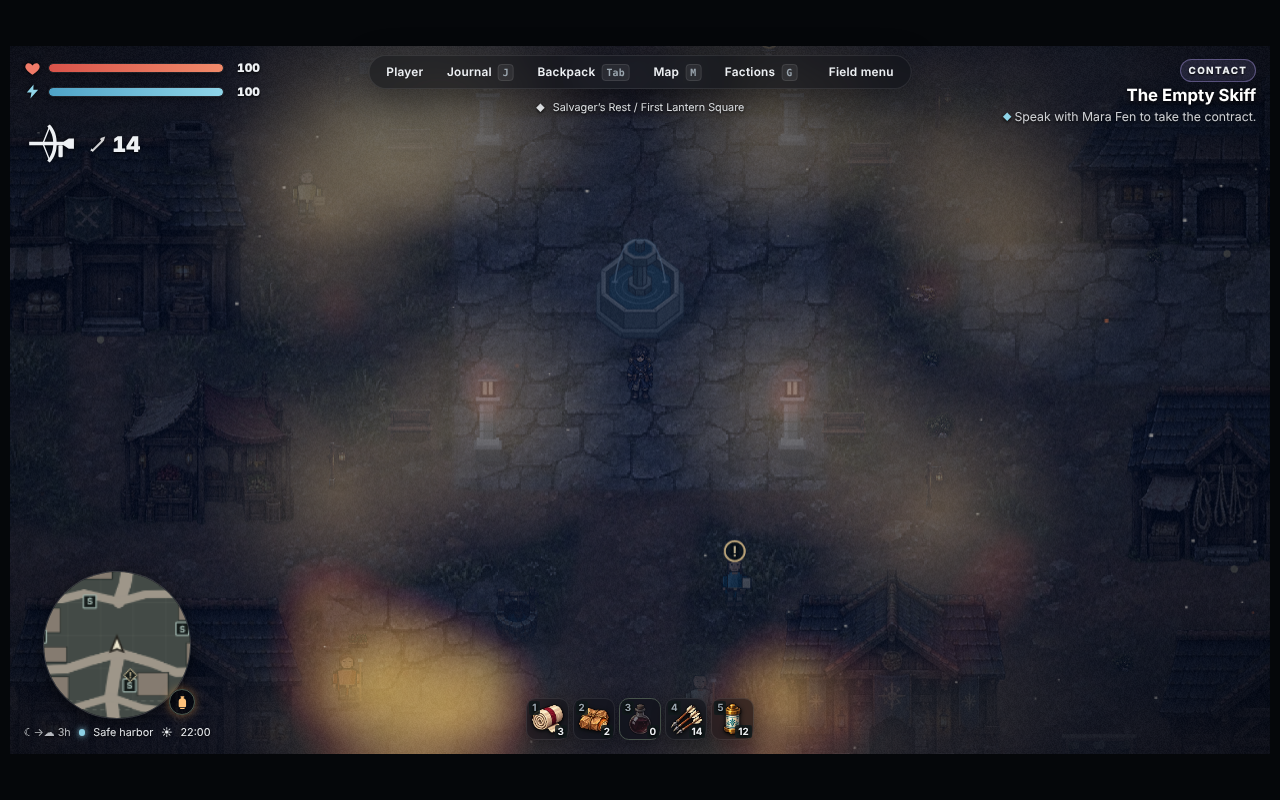 100
100
14
Player Journal J Backpack Tab Map M Factions G Field menu
Salvager's Rest / First Lantern Square
CONTACT
The Empty Skiff
Speak with Mara Fen to take the contract.
!
S
S
!
S
3h Safe harbor 22:00
1 3
2 2
3 0
4 14
5 12